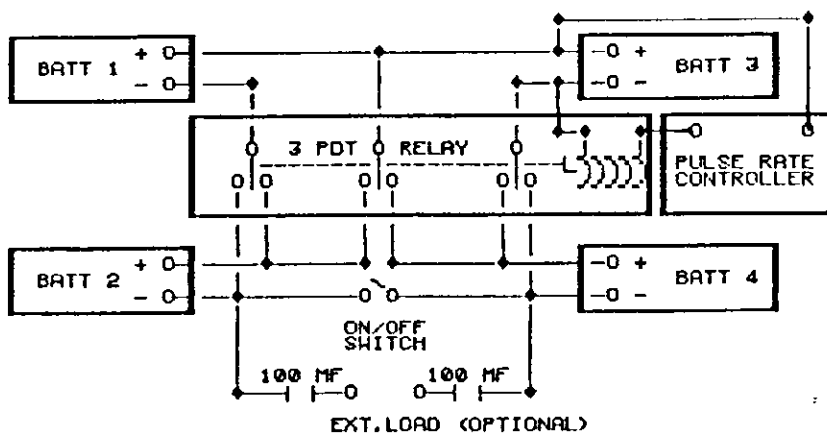 BATT 1
+
-
+
-
BATT 3
3 PDT RELAY
PULSE RATE
CONTROLLER
BATT 2
+
-
+
-
BATT 4
ON/OFF
SWITCH
100 MF
100 MF
EXT.LOAD (OPTIONAL)